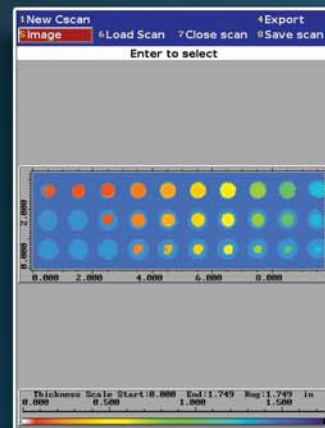 1New Cscan 4Export
5Image 6Load Scan 7Close scan 8Save scan
Enter to select
2.000
0.000
0.000 2.000 4.000 6.000 8.000
Thickness Scale Start:0.000 End:1.749 Rng:1.749 in
0.000 0.500 1.000 1.500